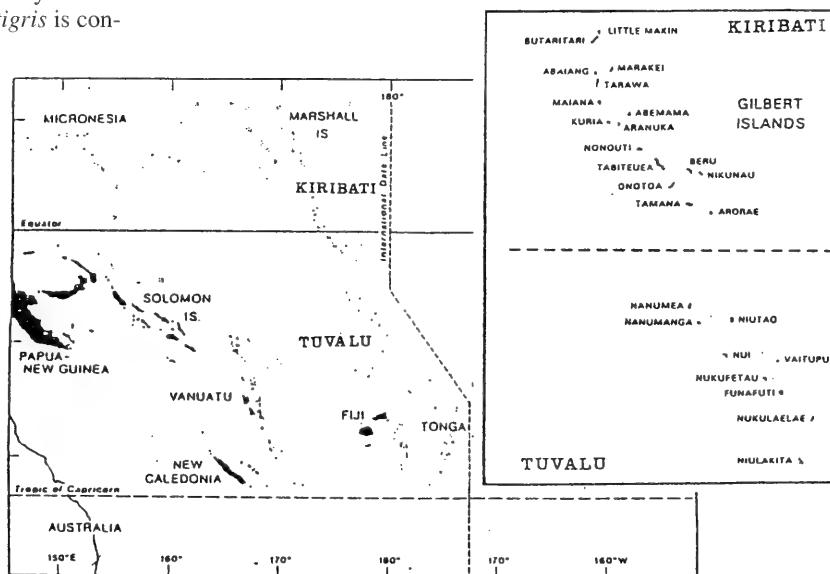 tigris is con-
180°
MICRONESIA
MARSHALL
IS
KIRIBATI
International Date Line
Equator
SOLOMON
IS.
PAPUA-
NEW GUINEA
TUVALU
VANUATU
FIJI
TONGA
NEW
CALEDONIA
Tropic of Capricorn
AUSTRALIA
150°E
160°
170°
180°
170°
160°W
KIRIBATI
LITTLE MAKIN
BUTARITARI
ABAIANG
MARAKEI
TARAWA
MAIANA
ABEMAMA
KURIA
ARANUKA
GILBERT
ISLANDS
NONOUTI
BERU
TABITEUEA
NIKUNAU
ONOTOA
TAMANA
ARORAE
NANUMEA
NANUMANGA
NIUTAO
NUI
VAITUPU
NUKUFETAU
FUNAFUTI
NUKULAELAE
TUVALU
NIULAKITA